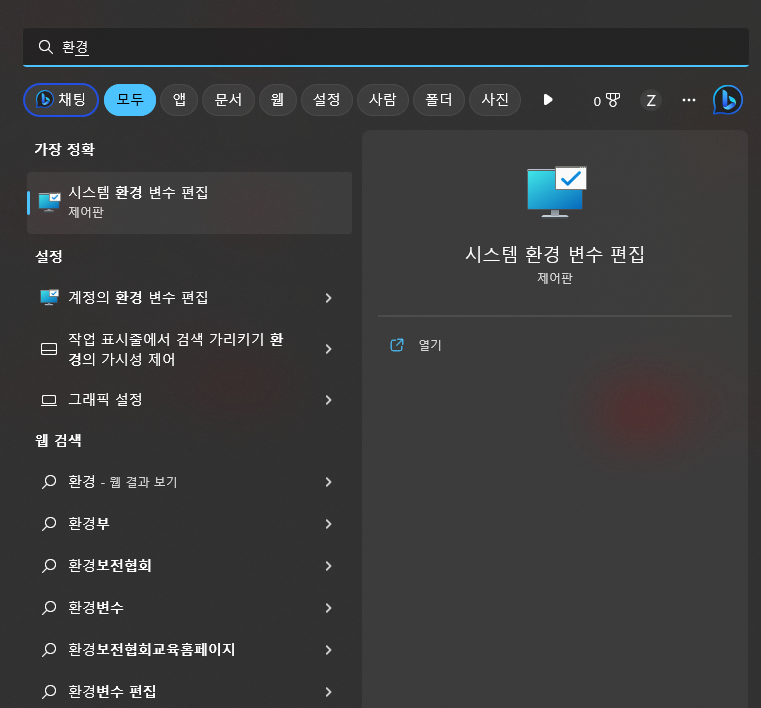 환경
채팅 모두 앱 문서 웹 설정 사람 폴더 사진 0 Z
가장 정확
시스템 환경 변수 편집
제어판
설정
계정의 환경 변수 편집
작업 표시줄에서 검색 가리키기 환
경의 가시성 제어
그래픽 설정
웹 검색
환경 - 웹 결과 보기
환경부
환경보전협회
환경변수
환경보전협회교육홈페이지
환경변수 편집
시스템 환경 변수 편집
제어판
열기